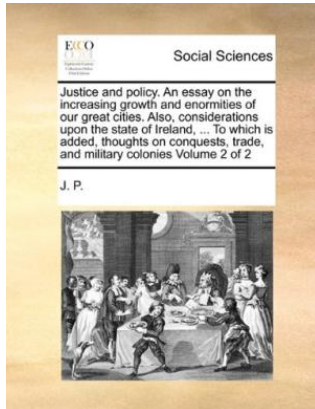 ECCO
Social Sciences
Justice and policy. An essay on the
increasing growth and enormities of
our great cities. Also, considerations
upon the state of Ireland, ... To which is
added, thoughts on conquests, trade,
and military colonies Volume 2 of 2
J. P.